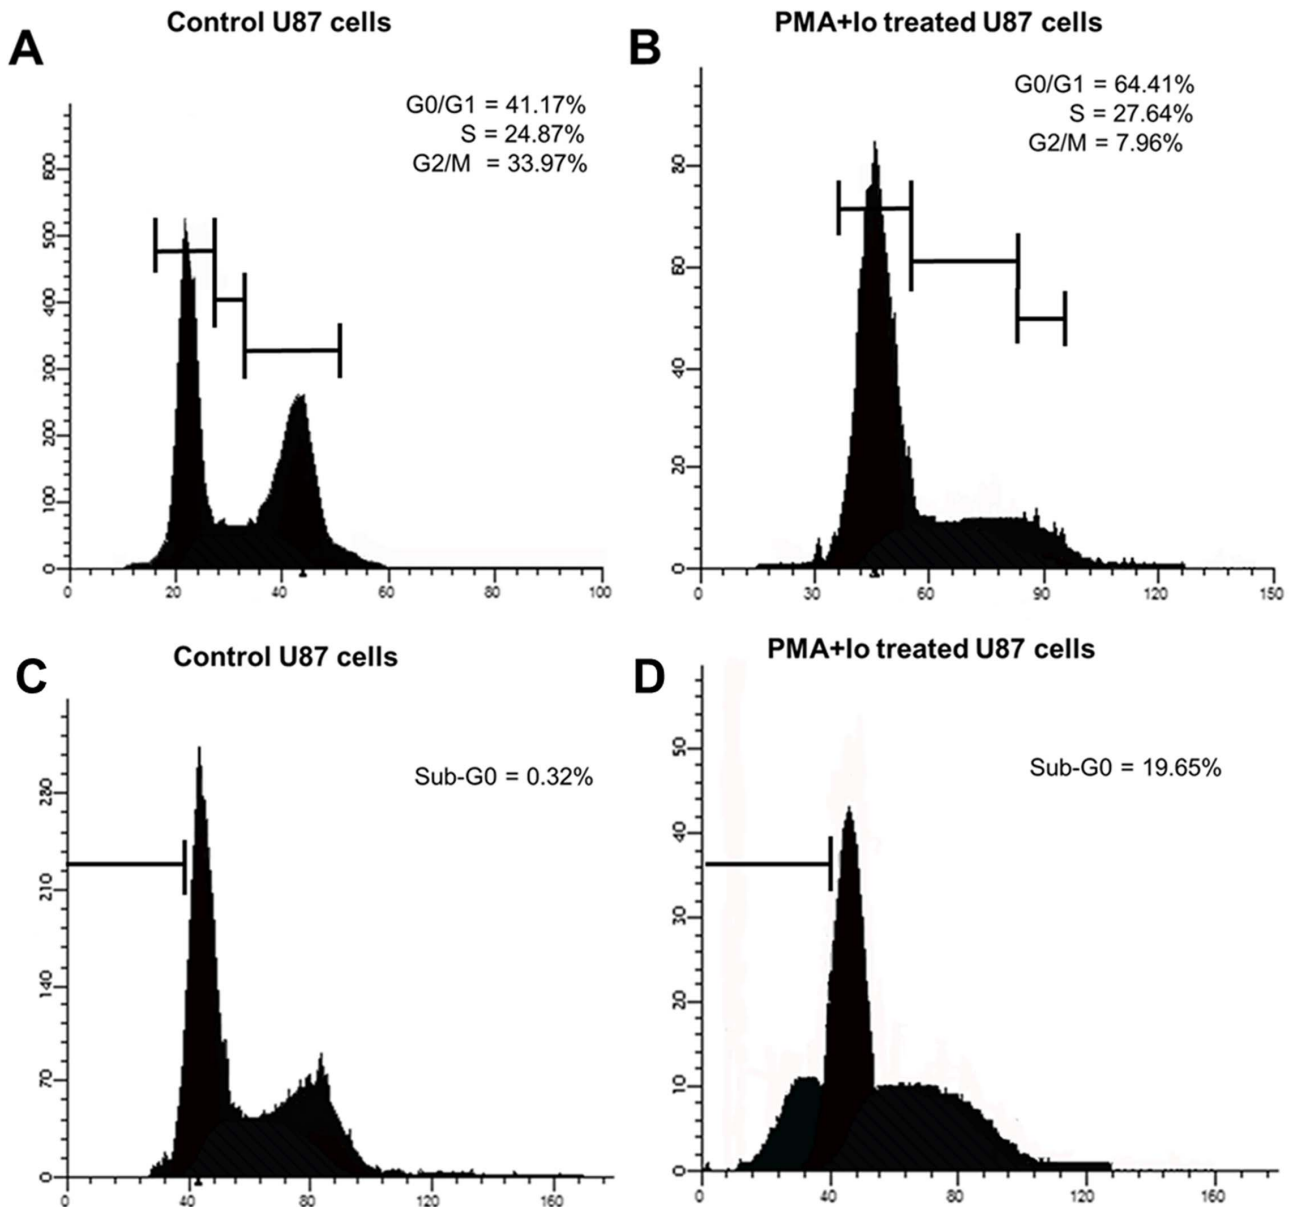 Control U87 cells
PMA+Io treated U87 cells
A
B
G0/G1 = 41.17%
S = 24.87%
G2/M = 33.97%
G0/G1 = 64.41%
S = 27.64%
G2/M = 7.96%
600
500
400
300
200
100
0
0 20 40 60 80 100
80
60
40
20
0
0 30 60 90 120 150
Control U87 cells
PMA+Io treated U87 cells
C
D
Sub-G0 = 0.32%
Sub-G0 = 19.65%
210
140
70
0
0 40 80 120 160
50
40
30
20
10
0
0 40 80 120 160